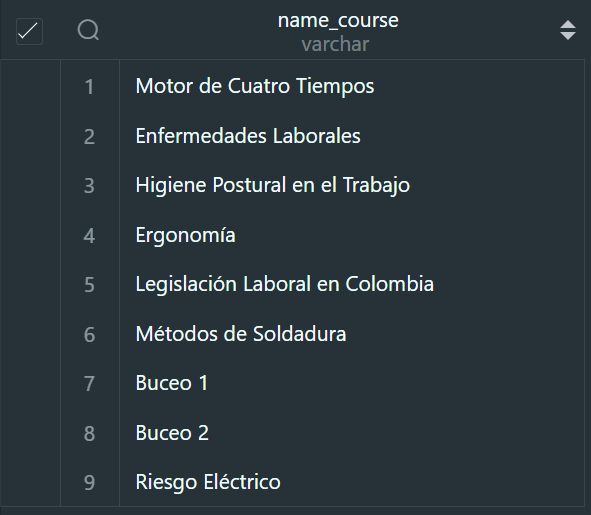 name_course
varchar
1 Motor de Cuatro Tiempos
2 Enfermedades Laborales
3 Higiene Postural en el Trabajo
4 Ergonomía
5 Legislación Laboral en Colombia
6 Métodos de Soldadura
7 Buceo 1
8 Buceo 2
9 Riesgo Eléctrico